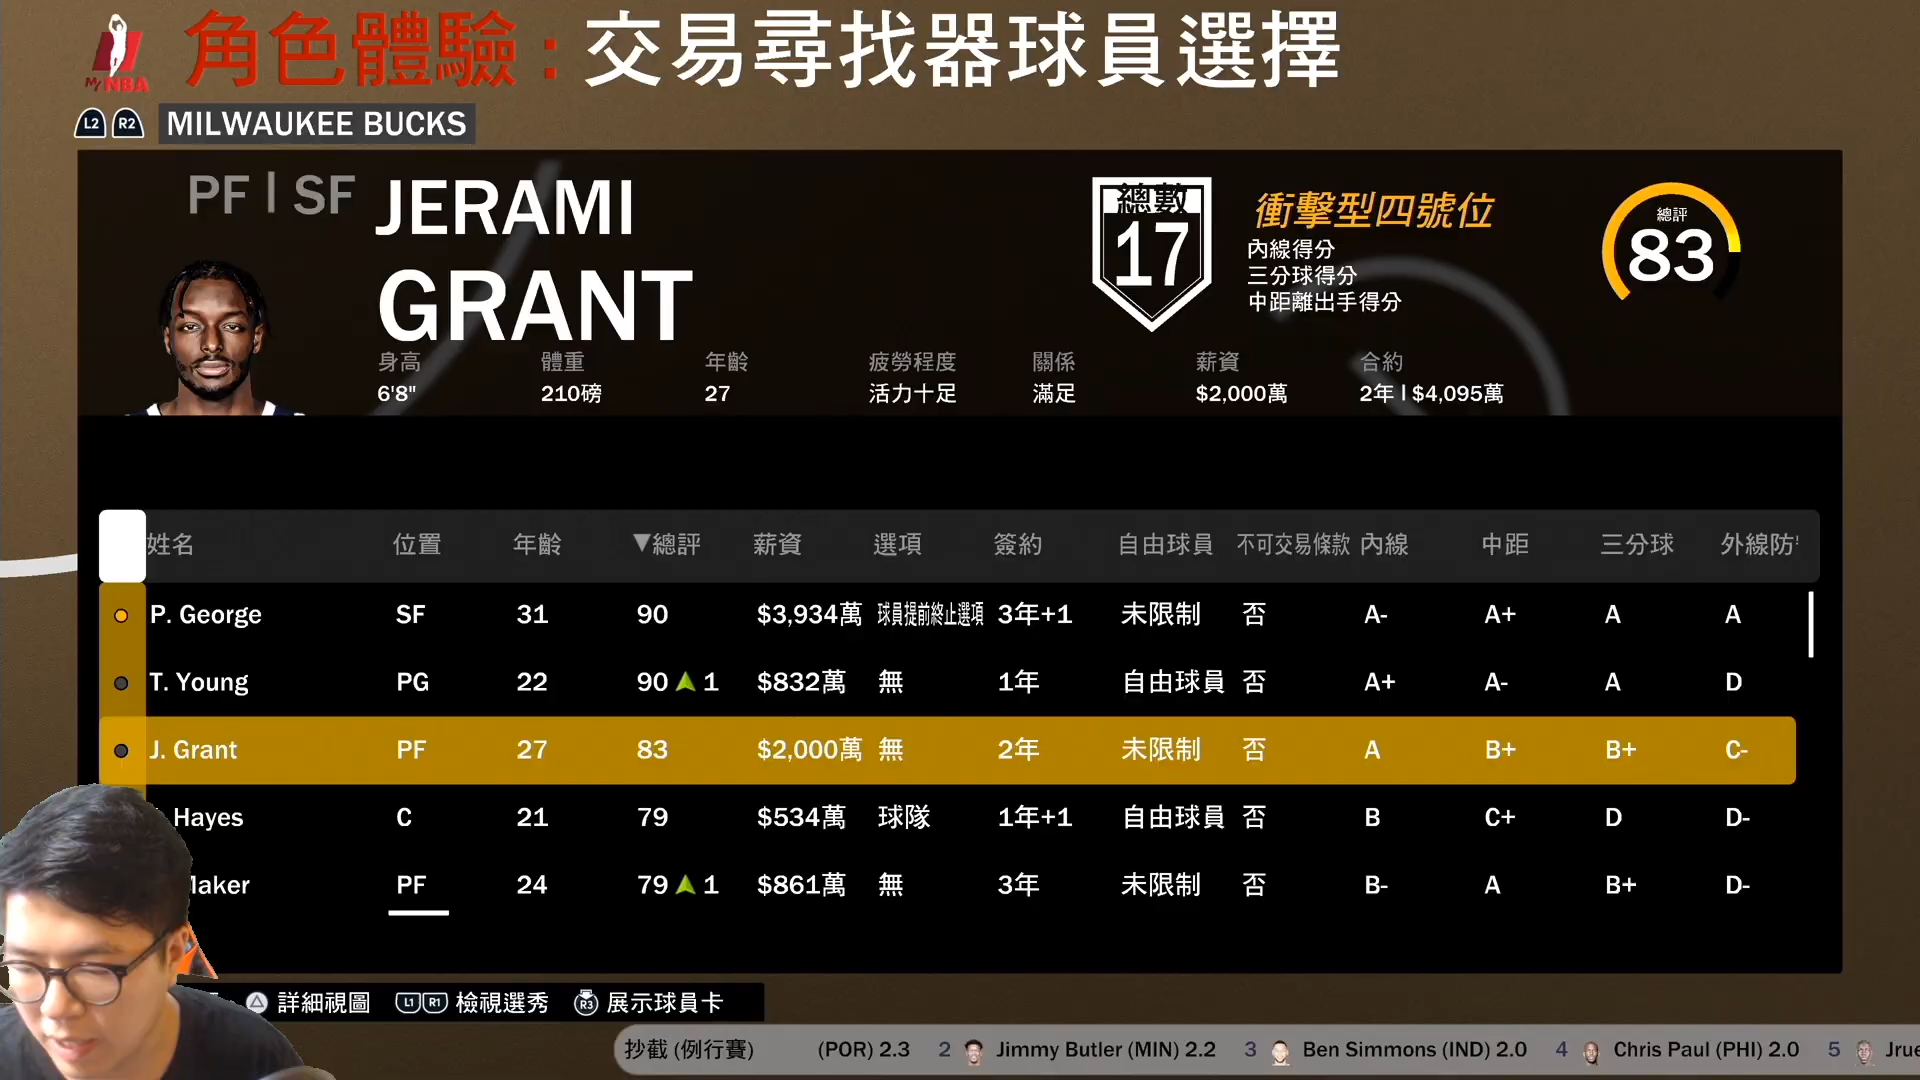 MyNBA
角色體驗：交易尋找器球員選擇
L2 R2 MILWAUKEE BUCKS
PF | SF JERAMI
GRANT
總數
17
衝擊型四號位
內線得分
三分球得分
中距離出手得分
總評
83
身高 體重 年齡 疲勞程度 關係 薪資 合約
6'8" 210磅 27 活力十足 滿足 $2,000萬 2年 | $4,095萬
姓名 位置 年齡 ▼總評 薪資 選項 簽約 自由球員 不可交易條款 內線 中距 三分球 外線防
P. George SF 31 90 $3,934萬 球員提前終止選項 3年+1 未限制 否 A- A+ A A
T. Young PG 22 90 ▲ 1 $832萬 無 1年 自由球員 否 A+ A- A D
J. Grant PF 27 83 $2,000萬 無 2年 未限制 否 A B+ B+ C-
Hayes C 21 79 $534萬 球隊 1年+1 自由球員 否 B C+ D D-
Maker PF 24 79 ▲ 1 $861萬 無 3年 未限制 否 B- A B+ D-
詳細視圖 L1 R1 檢視選秀 R3 展示球員卡
抄截 (例行賽) (POR) 2.3 2 Jimmy Butler (MIN) 2.2 3 Ben Simmons (IND) 2.0 4 Chris Paul (PHI) 2.0 5 Jrue